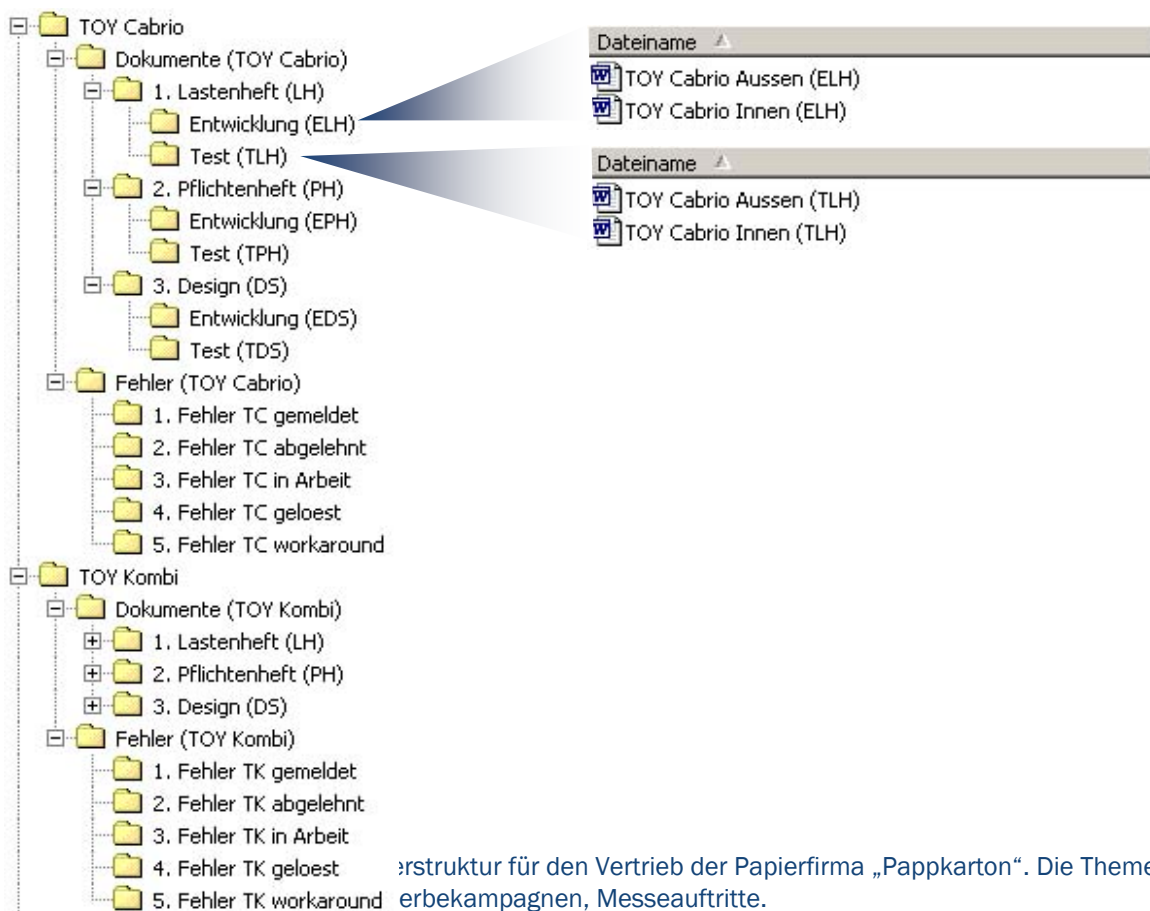 TOY Cabrio
Dokumente (TOY Cabrio)
1. Lastenheft (LH)
Entwicklung (ELH)
Test (TLH)
2. Pflichtenheft (PH)
Entwicklung (EPH)
Test (TPH)
3. Design (DS)
Entwicklung (EDS)
Test (TDS)
Fehler (TOY Cabrio)
1. Fehler TC gemeldet
2. Fehler TC abgelehnt
3. Fehler TC in Arbeit
4. Fehler TC geloest
5. Fehler TC workaround
TOY Kombi
Dokumente (TOY Kombi)
1. Lastenheft (LH)
2. Pflichtenheft (PH)
3. Design (DS)
Fehler (TOY Kombi)
1. Fehler TK gemeldet
2. Fehler TK abgelehnt
3. Fehler TK in Arbeit
4. Fehler TK geloest
5. Fehler TK workaround
Dateiname
TOY Cabrio Aussen (ELH)
TOY Cabrio Innen (ELH)
Dateiname
TOY Cabrio Aussen (TLH)
TOY Cabrio Innen (TLH)
erstruktur für den Vertrieb der Papierfirma „Pappkarton“. Die Theme
erbekampagnen, Messeauftritte.